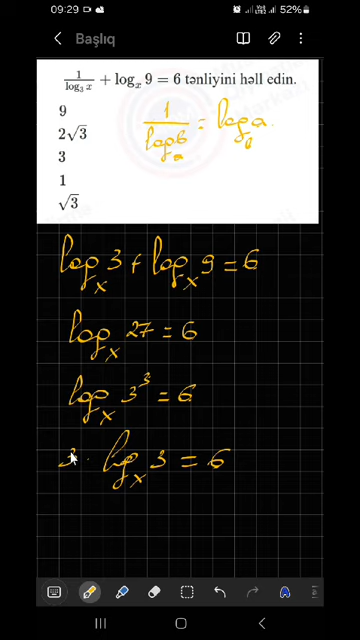 09:29
52%
Başlıq
1/log₃ x + logₓ 9 = 6 tənliyini həll edin.
9
2√3
3
1
√3
1/logₐ b = log_b a
logₓ 3 + logₓ 9 = 6
logₓ 27 = 6
logₓ 3³ = 6
3 · logₓ 3 = 6